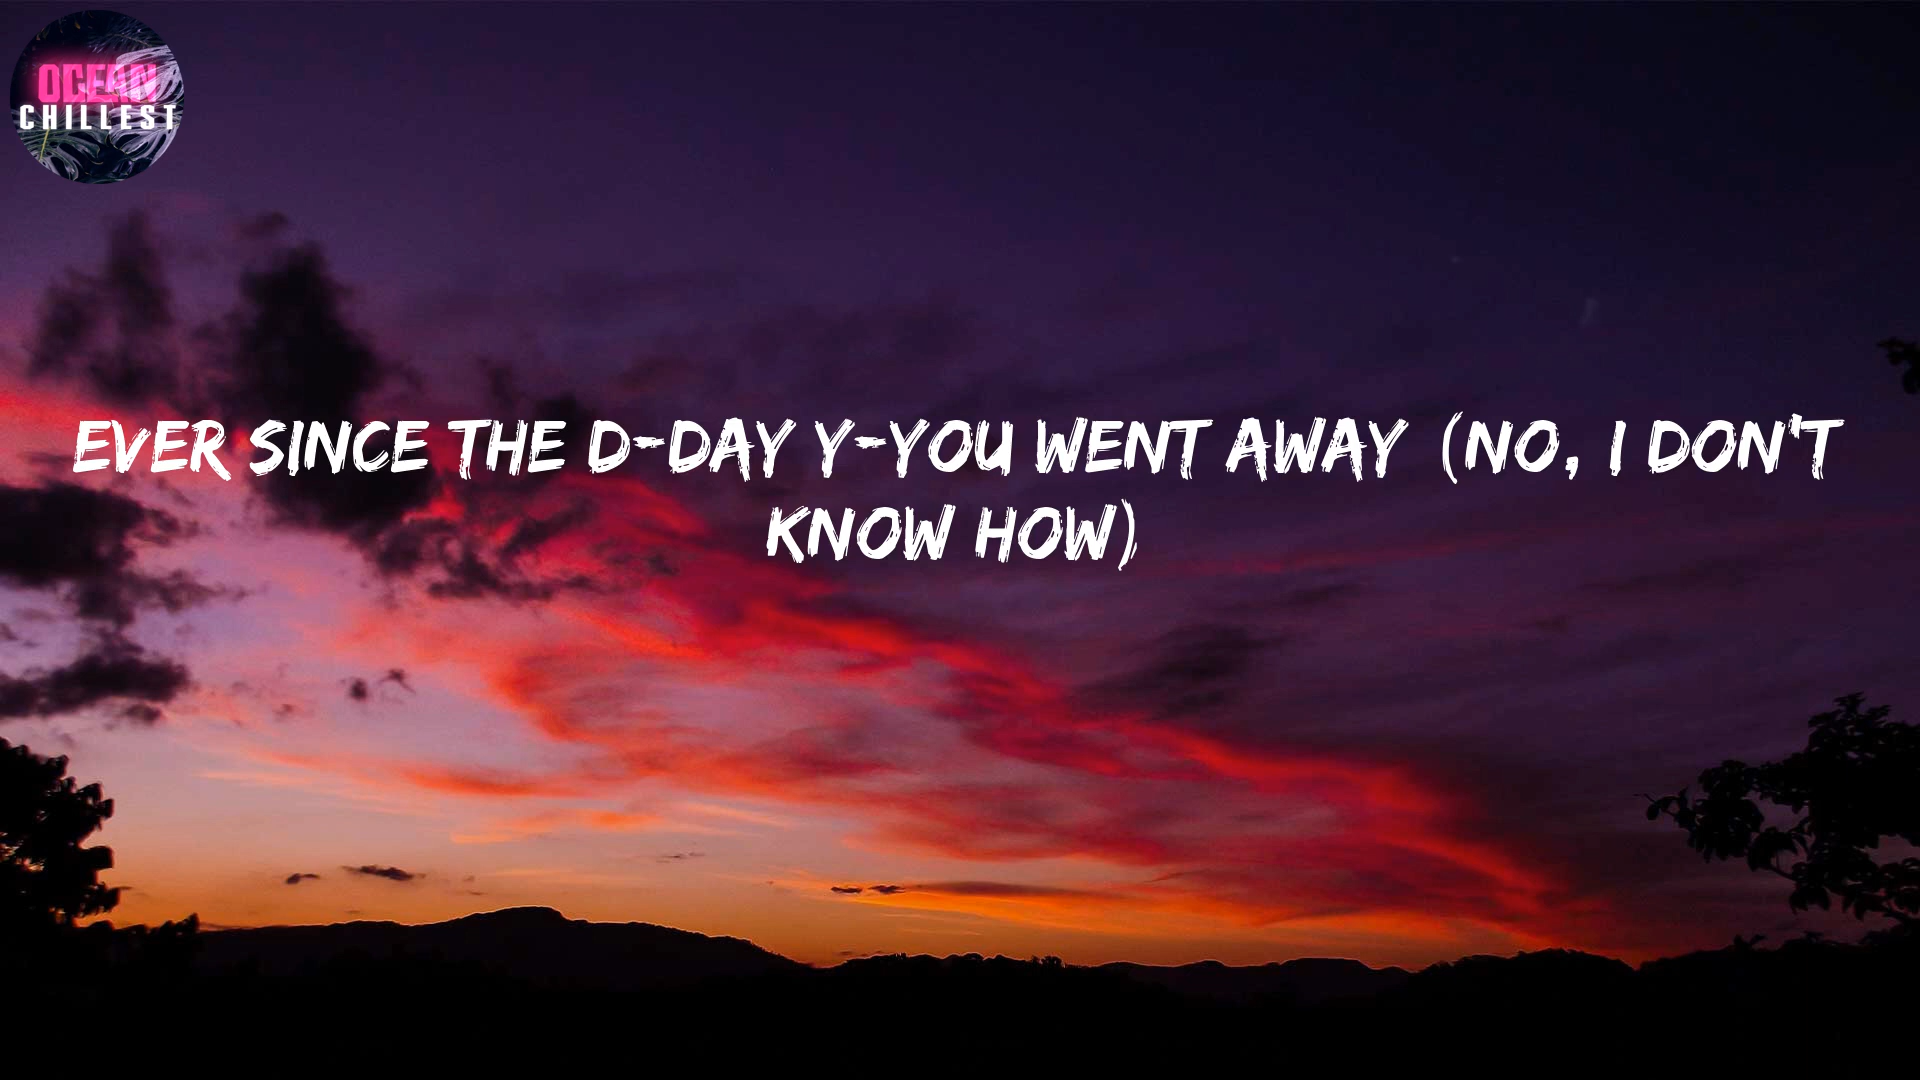 OCEAN
CHILLEST
EVER SINCE THE D-DAY Y-YOU WENT AWAY (NO, I DON'T
KNOW HOW)